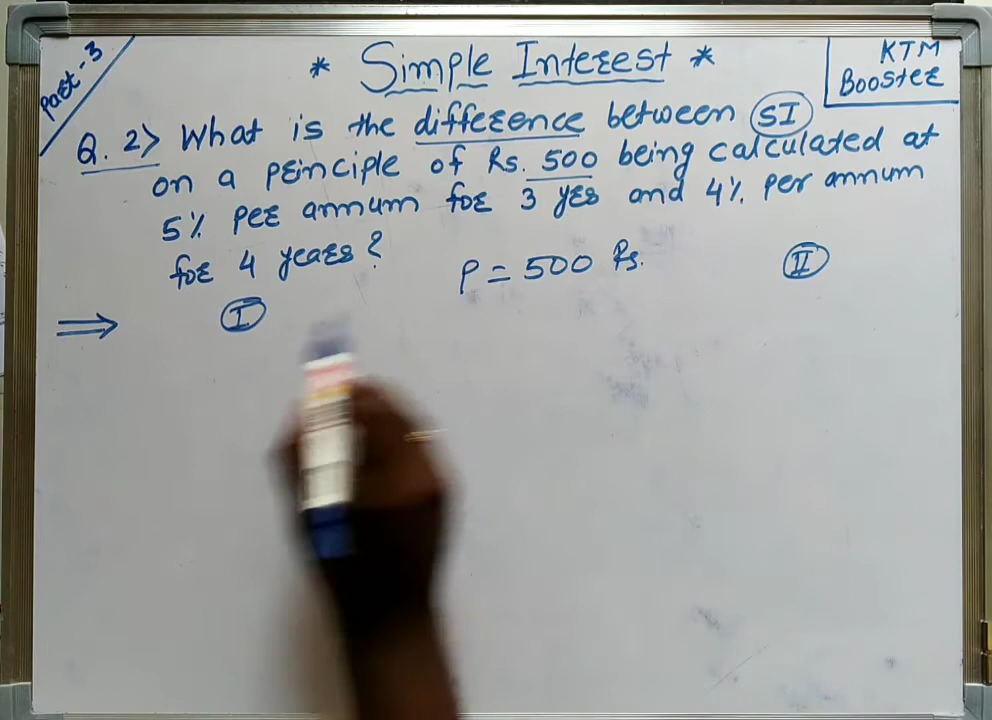 Part - 3
* Simple Interest *
KTM
Booster
Q. 2> What is the difference between SI
on a principle of Rs. 500 being calculated at
5% per annum for 3 yrs and 4% per annum
for 4 years?
P = 500 Rs.
II
⇒ I